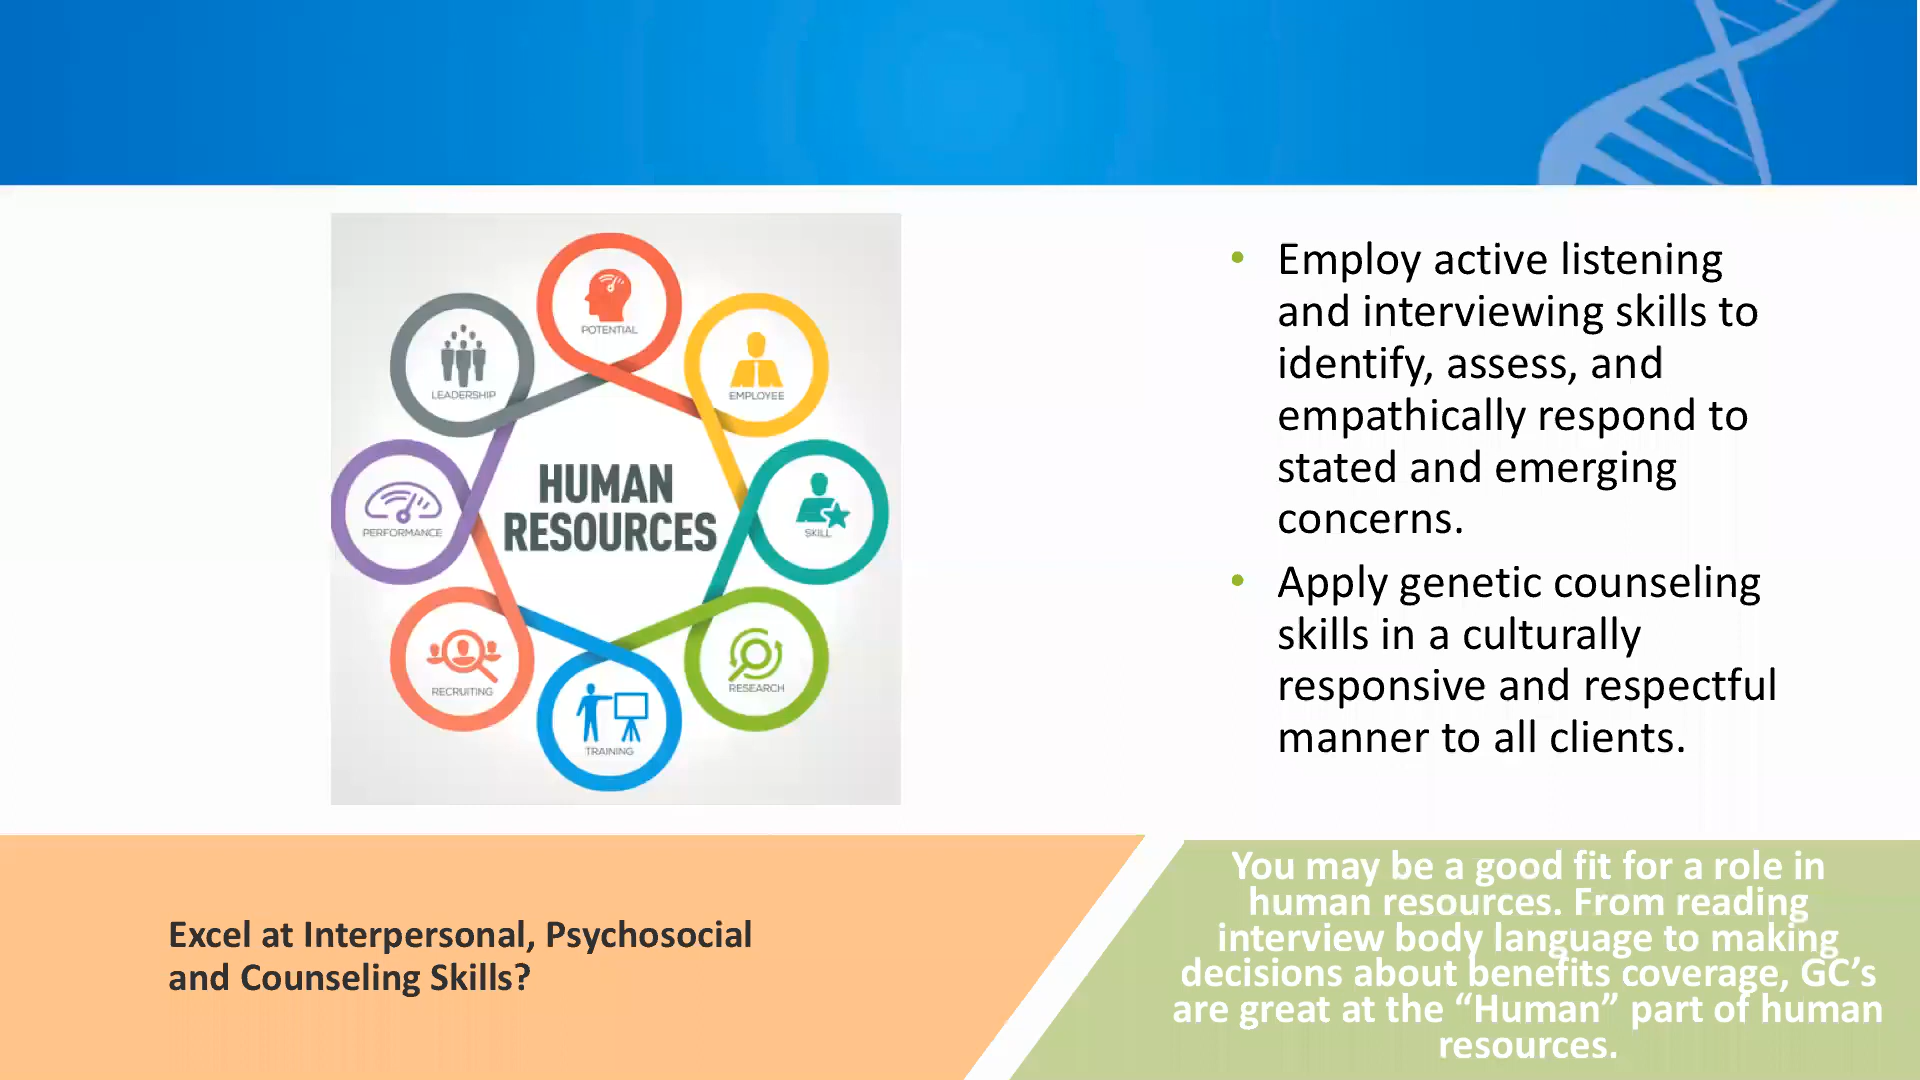 POTENTIAL
LEADERSHIP
EMPLOYEE
HUMAN
RESOURCES
PERFORMANCE
SKILL
RECRUITING
RESEARCH
TRAINING
• Employ active listening
and interviewing skills to
identify, assess, and
empathically respond to
stated and emerging
concerns.
• Apply genetic counseling
skills in a culturally
responsive and respectful
manner to all clients.
Excel at Interpersonal, Psychosocial
and Counseling Skills?
You may be a good fit for a role in
human resources. From reading
interview body language to making
decisions about benefits coverage, GC’s
are great at the “Human” part of human
resources.